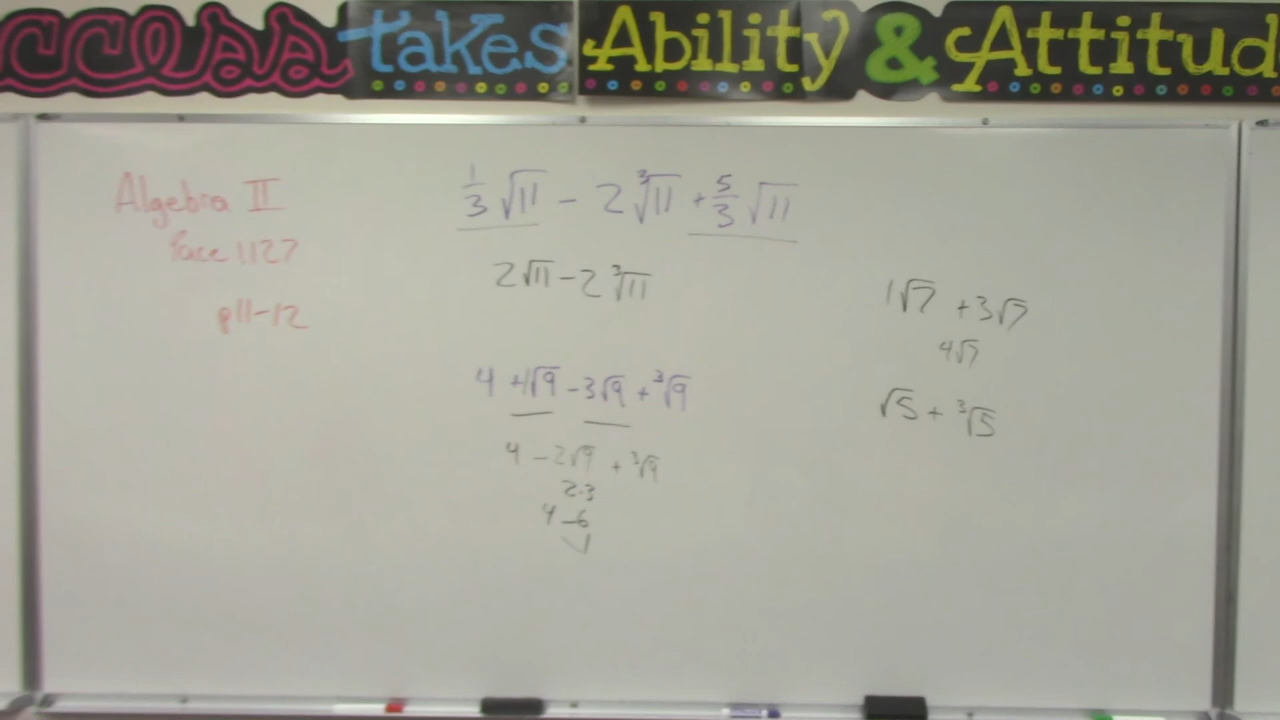 ccess takes Ability & Attitud
Algebra II
Pace 1127
p11-12
1/3 √11 - 2 ∛11 + 5/3 √11
2√11 - 2 ∛11
4 +1√9 - 3√9 + ∛9
4 - 2√9 + ∛9
2·3
4 - 6
1√7 + 3√7
4√7
√5 + ∛5